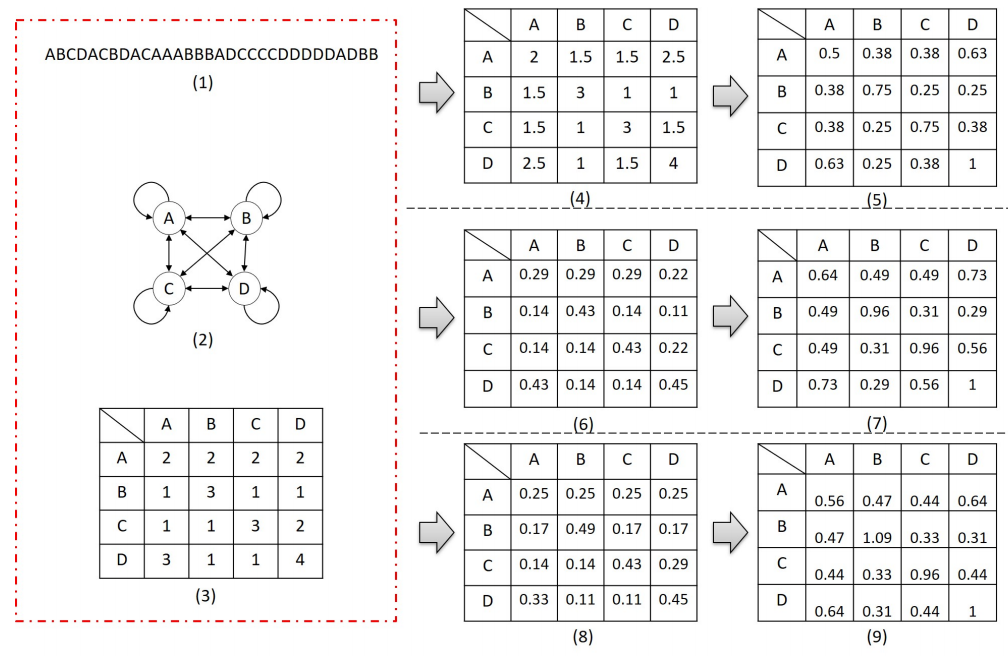 ABCDACBDACAAABBBADCCCCDDDDDADBB
(1)
A B
C D
(2)
A B C D
A 2 2 2 2
B 1 3 1 1
C 1 1 3 2
D 3 1 1 4
(3)
A B C D
A 2 1.5 1.5 2.5
B 1.5 3 1 1
C 1.5 1 3 1.5
D 2.5 1 1.5 4
(4)
A B C D
A 0.5 0.38 0.38 0.63
B 0.38 0.75 0.25 0.25
C 0.38 0.25 0.75 0.38
D 0.63 0.25 0.38 1
(5)
A B C D
A 0.29 0.29 0.29 0.22
B 0.14 0.43 0.14 0.11
C 0.14 0.14 0.43 0.22
D 0.43 0.14 0.14 0.45
(6)
A B C D
A 0.64 0.49 0.49 0.73
B 0.49 0.96 0.31 0.29
C 0.49 0.31 0.96 0.56
D 0.73 0.29 0.56 1
(7)
A B C D
A 0.25 0.25 0.25 0.25
B 0.17 0.49 0.17 0.17
C 0.14 0.14 0.43 0.29
D 0.33 0.11 0.11 0.45
(8)
A B C D
A 0.56 0.47 0.44 0.64
B 0.47 1.09 0.33 0.31
C 0.44 0.33 0.96 0.44
D 0.64 0.31 0.44 1
(9)